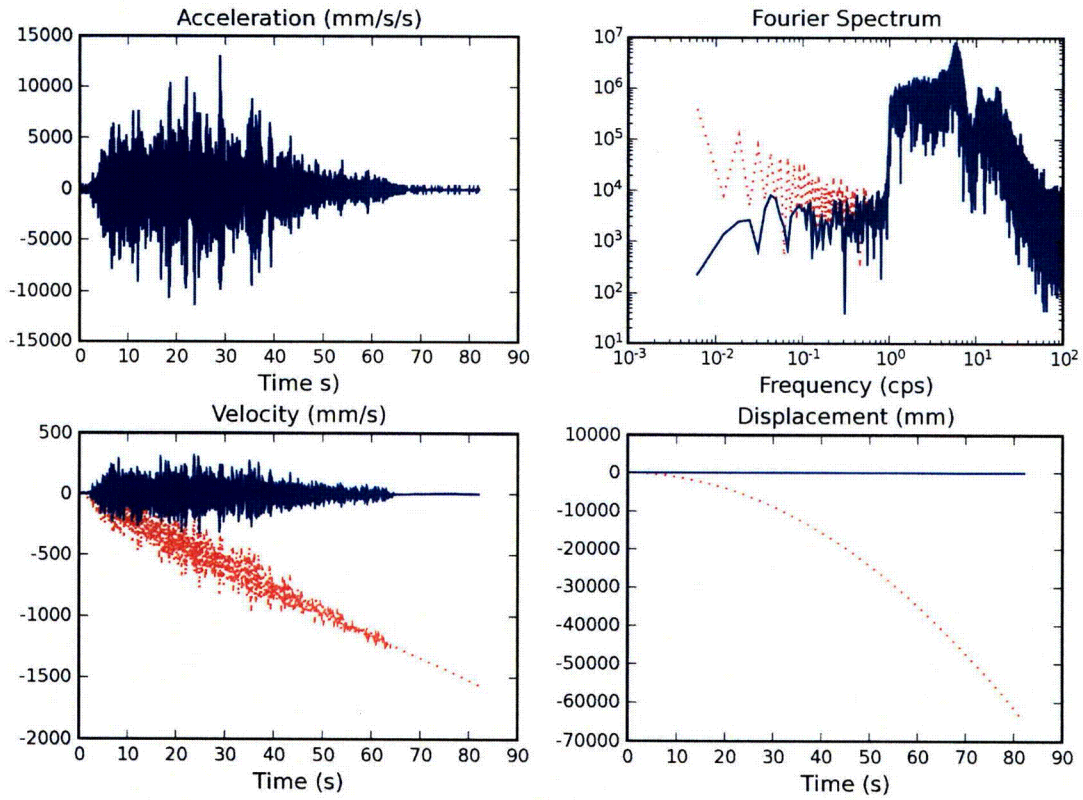 Acceleration (mm/s/s)
15000
10000
5000
0
-5000
-10000
-15000
0 10 20 30 40 50 60 70 80 90
Time s)
Fourier Spectrum
10^7
10^6
10^5
10^4
10^3
10^2
10^1
10^-3 10^-2 10^-1 10^0 10^1 10^2
Frequency (cps)
Velocity (mm/s)
500
0
-500
-1000
-1500
-2000
0 10 20 30 40 50 60 70 80 90
Time (s)
Displacement (mm)
10000
0
-10000
-20000
-30000
-40000
-50000
-60000
-70000
0 10 20 30 40 50 60 70 80 90
Time (s)